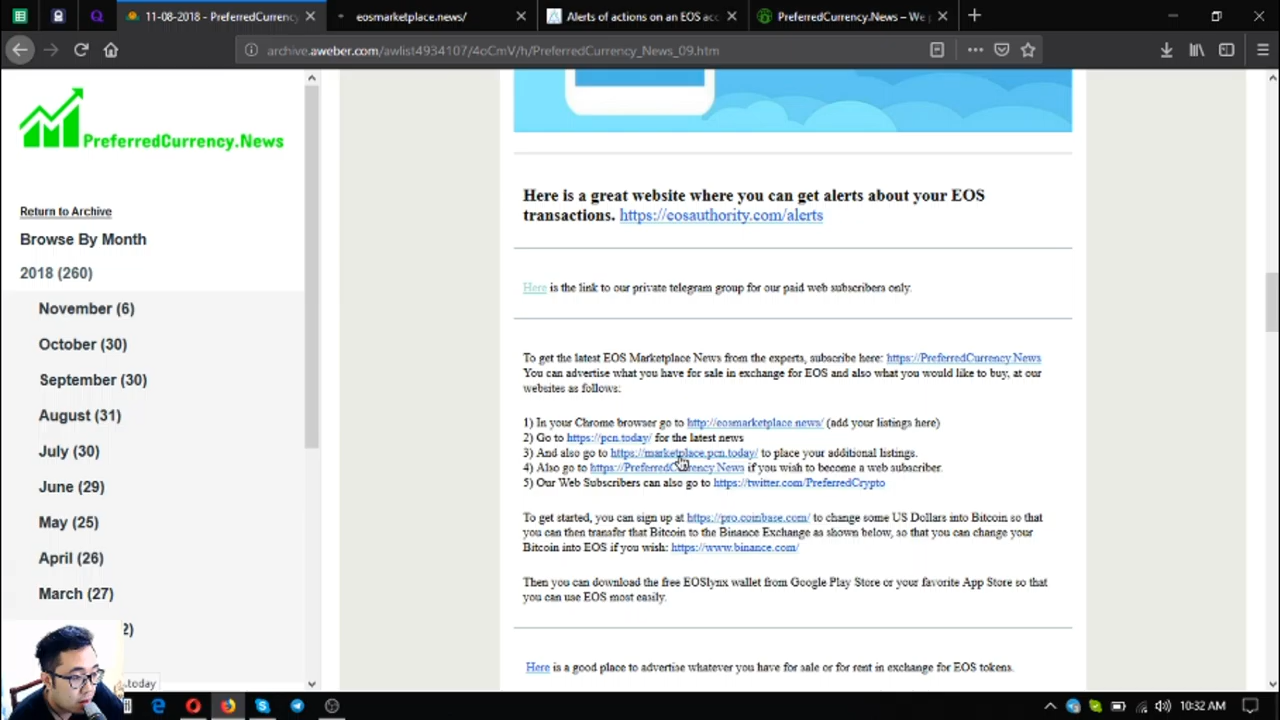 11-08-2018 - PreferredCurrency
eosmarketplace.news/
Alerts of actions on an EOS acc
PreferredCurrency.News – We p
archive.aweber.com/awlist4934107/4oCmV/h/PreferredCurrency_News_09.htm
PreferredCurrency.News
Return to Archive
Browse By Month
2018 (260)
November (6)
October (30)
September (30)
August (31)
July (30)
June (29)
May (25)
April (26)
March (27)
2)
.today
Here is a great website where you can get alerts about your EOS
transactions. https://eosauthority.com/alerts
Here is the link to our private telegram group for our paid web subscribers only.
To get the latest EOS Marketplace News from the experts, subscribe here: https://PreferredCurrency.News
You can advertise what you have for sale in exchange for EOS and also what you would like to buy, at our
websites as follows:
1) In your Chrome browser go to http://eosmarketplace.news/ (add your listings here)
2) Go to https://pcn.today/ for the latest news
3) And also go to https://marketplace.pcn.today/ to place your additional listings.
4) Also go to https://PreferredCurrency.News if you wish to become a web subscriber.
5) Our Web Subscribers can also go to https://twitter.com/PreferredCrypto
To get started, you can sign up at https://pro.coinbase.com/ to change some US Dollars into Bitcoin so that
you can then transfer that Bitcoin to the Binance Exchange as shown below, so that you can change your
Bitcoin into EOS if you wish: https://www.binance.com/
Then you can download the free EOSlynx wallet from Google Play Store or your favorite App Store so that
you can use EOS most easily.
Here is a good place to advertise whatever you have for sale or for rent in exchange for EOS tokens.
10:32 AM